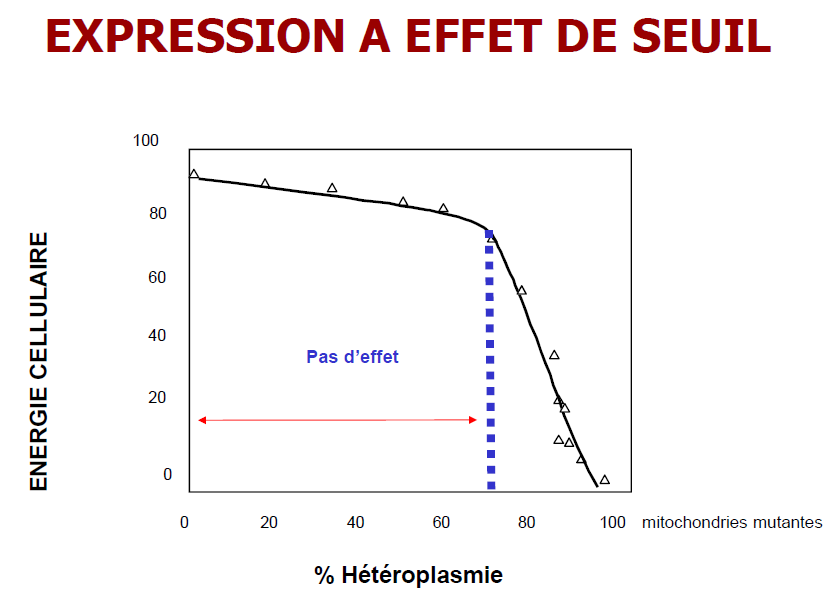 EXPRESSION A EFFET DE SEUIL
100
80
60
40
20
0
ENERGIE CELLULAIRE
Pas d’effet
0 20 40 60 80 100 mitochondries mutantes
% Hétéroplasmie